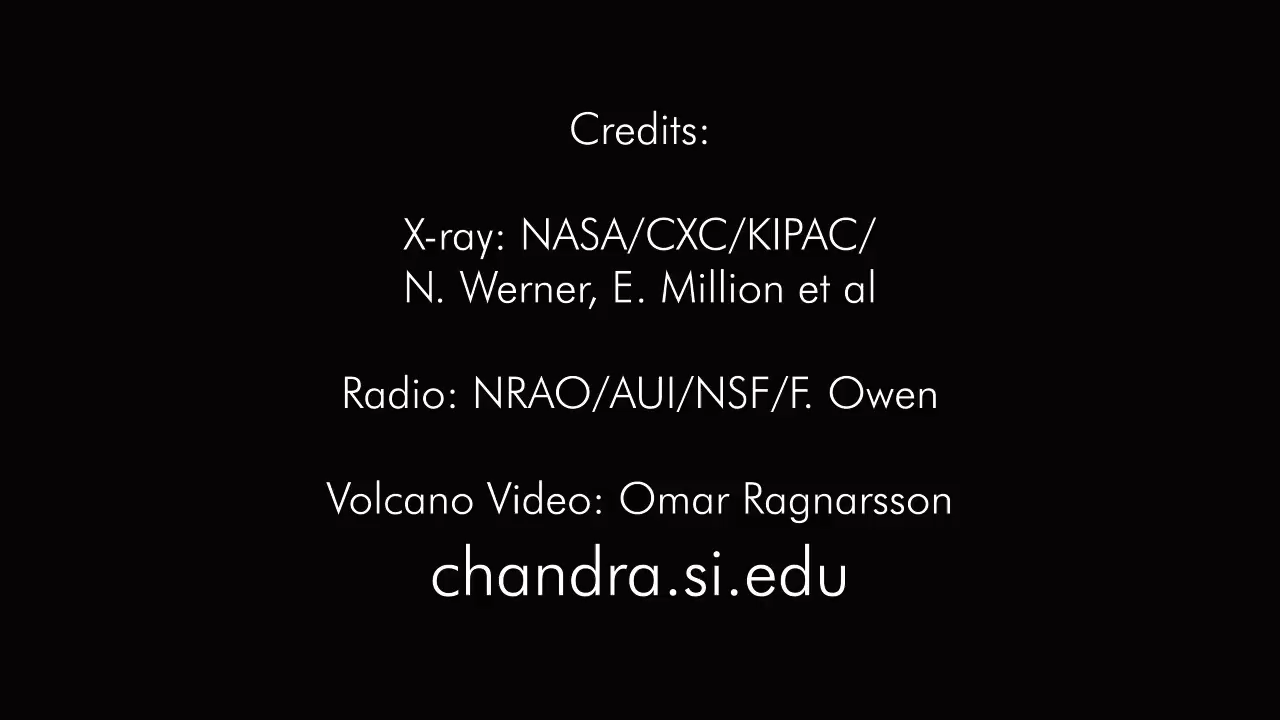 Credits:
X-ray: NASA/CXC/KIPAC/
N. Werner, E. Million et al
Radio: NRAO/AUI/NSF/F. Owen
Volcano Video: Omar Ragnarsson
chandra.si.edu